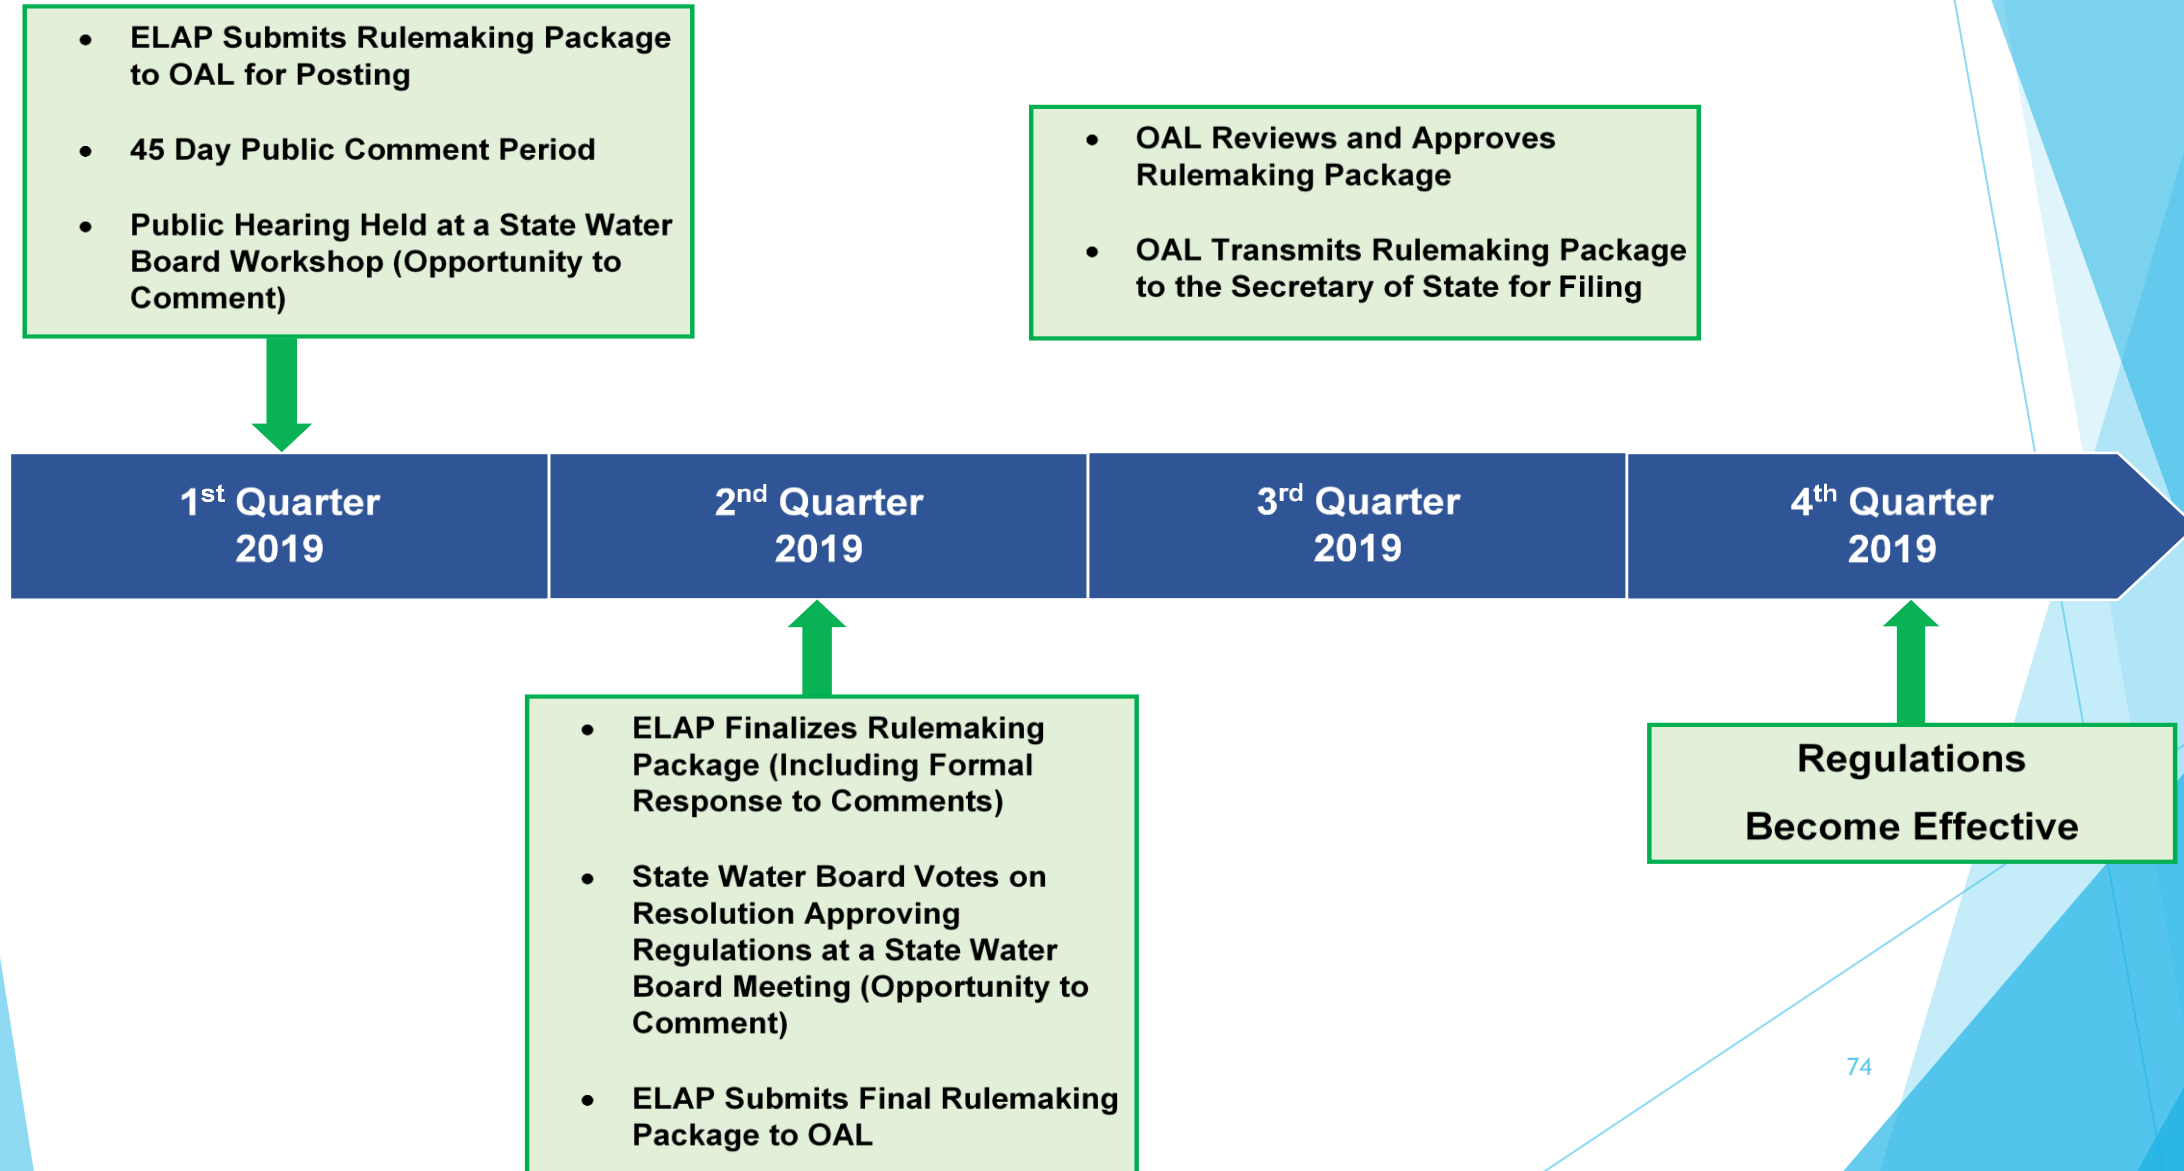 • ELAP Submits Rulemaking Package
to OAL for Posting
• 45 Day Public Comment Period
• Public Hearing Held at a State Water
Board Workshop (Opportunity to
Comment)
• OAL Reviews and Approves
Rulemaking Package
• OAL Transmits Rulemaking Package
to the Secretary of State for Filing
1st Quarter
2019
2nd Quarter
2019
3rd Quarter
2019
4th Quarter
2019
• ELAP Finalizes Rulemaking
Package (Including Formal
Response to Comments)
• State Water Board Votes on
Resolution Approving
Regulations at a State Water
Board Meeting (Opportunity to
Comment)
• ELAP Submits Final Rulemaking
Package to OAL
Regulations
Become Effective
74